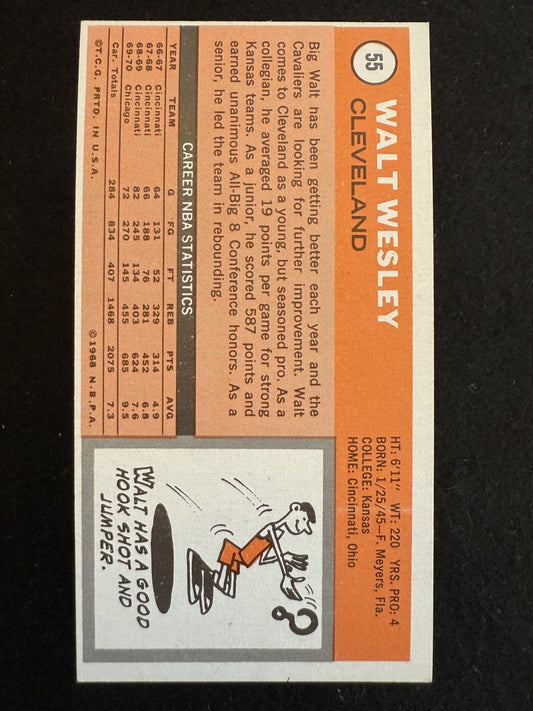 55
WALT WESLEY
CLEVELAND
HT: 6'11" WT: 220 YRS. PRO: 4
BORN: 1/25/45—F. Meyers, Fla.
COLLEGE: Kansas
HOME: Cincinnati, Ohio
Big Walt has been getting better each year and the
Cavaliers are looking for further improvement. Walt
comes to Cleveland as a young, but seasoned pro. As a
collegian, he averaged 19 points per game for strong
Kansas teams. As a junior, he scored 587 points and
earned unanimous All-Big 8 Conference honors. As a
senior, he led the team in rebounding.
CAREER NBA STATISTICS
YEAR TEAM G FG FT REB PTS AVG
66-67 Cincinnati 64 131 52 329 314 4.9
67-68 Cincinnati 66 188 76 281 452 6.8
68-69 Cincinnati 82 245 134 403 624 7.6
69-70 Chicago 72 270 145 455 685 9.5
Car. Totals 284 834 407 1468 2075 7.3
©T.C.G. PRTD. IN U.S.A. ©1968 N.B.P.A.
?
WALT HAS A GOOD
HOOK SHOT AND
JUMPER.